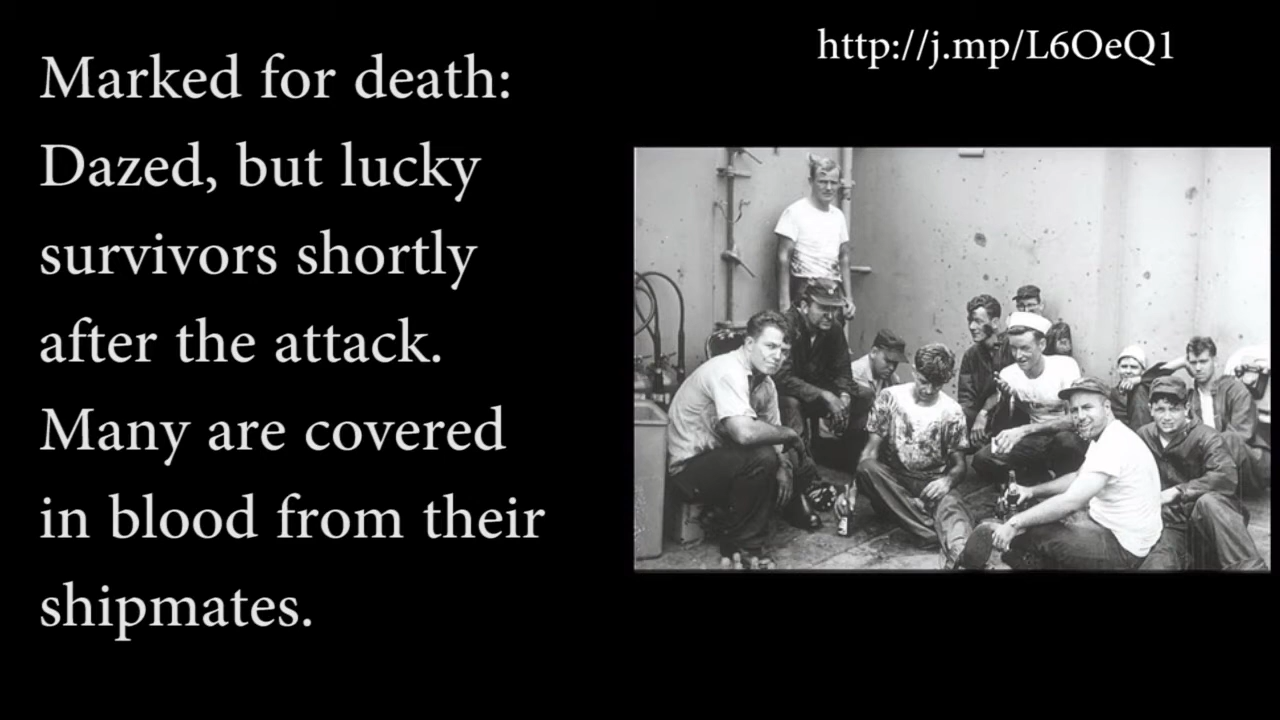 Marked for death:
Dazed, but lucky
survivors shortly
after the attack.
Many are covered
in blood from their
shipmates.
http://j.mp/L6OeQ1